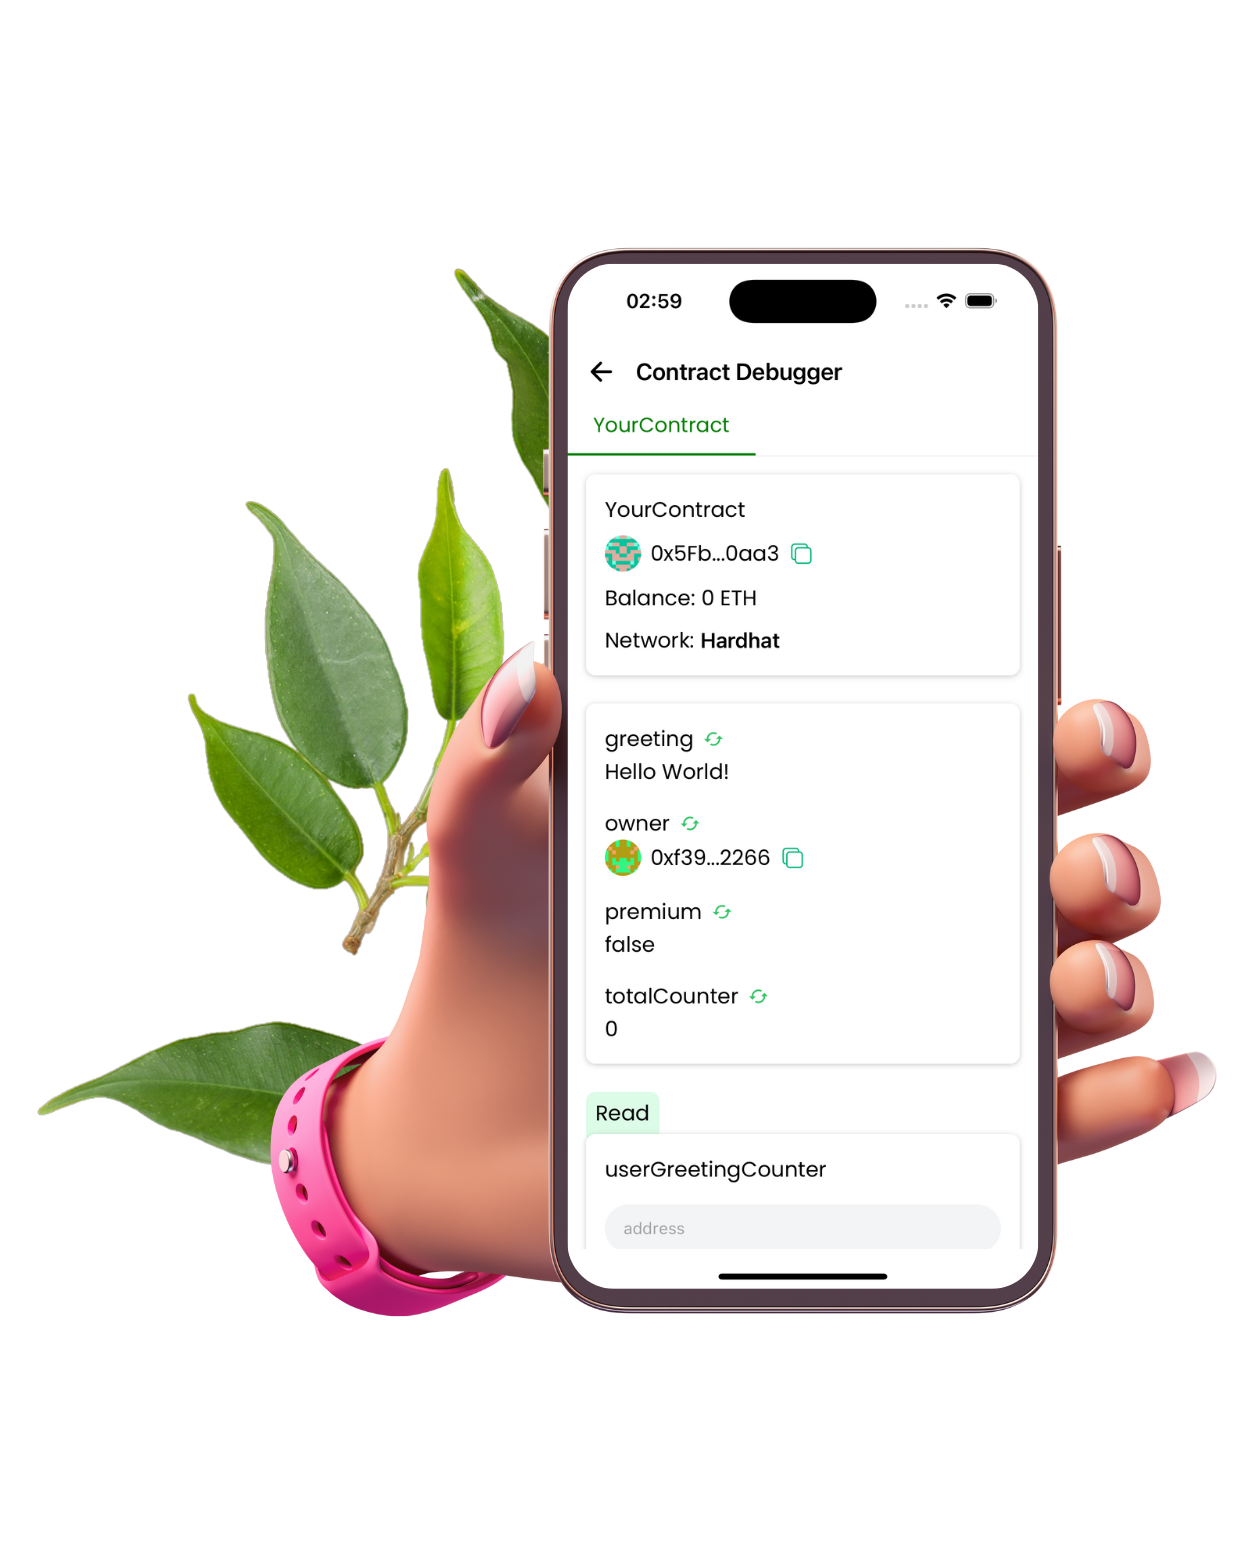 02:59
Contract Debugger
YourContract
YourContract
0x5Fb...0aa3
Balance: 0 ETH
Network: Hardhat
greeting
Hello World!
owner
0xf39...2266
premium
false
totalCounter
0
Read
userGreetingCounter
address